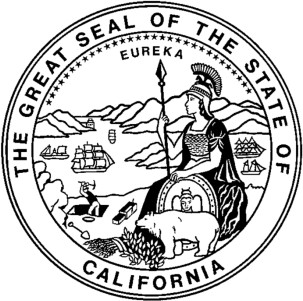 THE GREAT SEAL OF THE STATE OF
EUREKA
CALIFORNIA